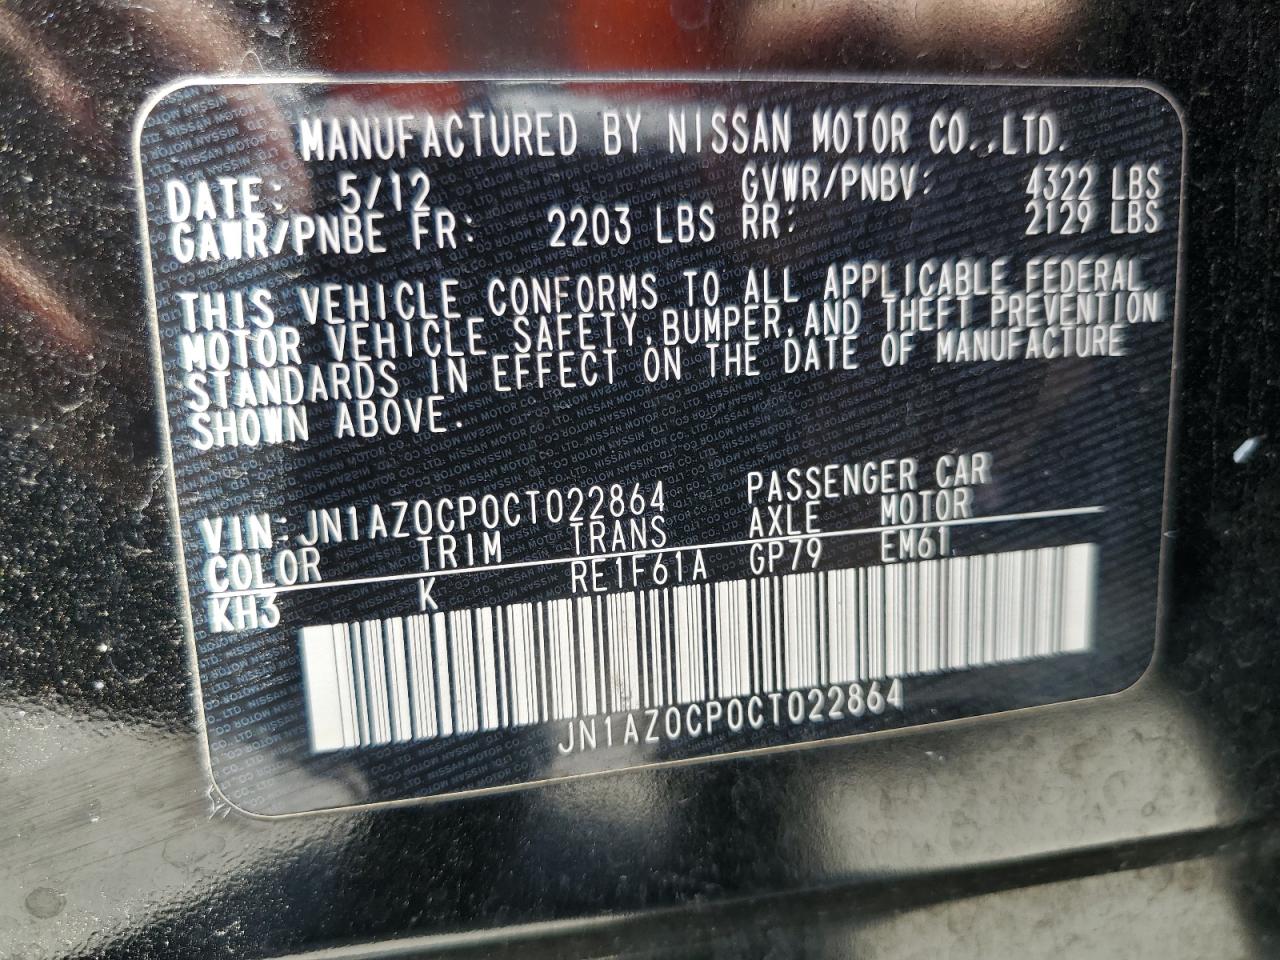 MANUFACTURED BY NISSAN MOTOR CO.,LTD.
DATE: 5/12 GVWR/PNBV: 4322 LBS
GAWR/PNBE FR: 2203 LBS RR: 2129 LBS
THIS VEHICLE CONFORMS TO ALL APPLICABLE FEDERAL
MOTOR VEHICLE SAFETY,BUMPER,AND THEFT PREVENTION
STANDARDS IN EFFECT ON THE DATE OF MANUFACTURE
SHOWN ABOVE.
VIN:JN1AZ0CP0CT022864 PASSENGER CAR
COLOR TRIM TRANS AXLE MOTOR
KH3 K RE1F61A GP79 EM61
JN1AZ0CP0CT022864